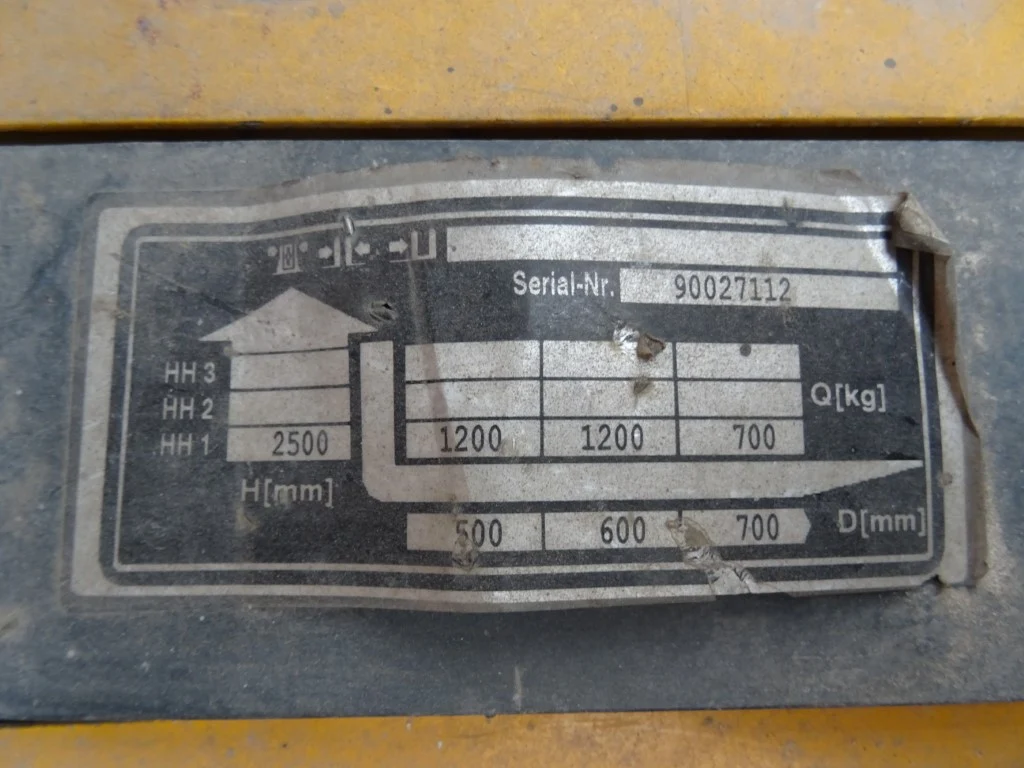 Serial-Nr. 90027112
HH 3
HH 2
Q[kg]
HH 1 2500 1200 1200 700
H[mm]
500 600 700 D[mm]